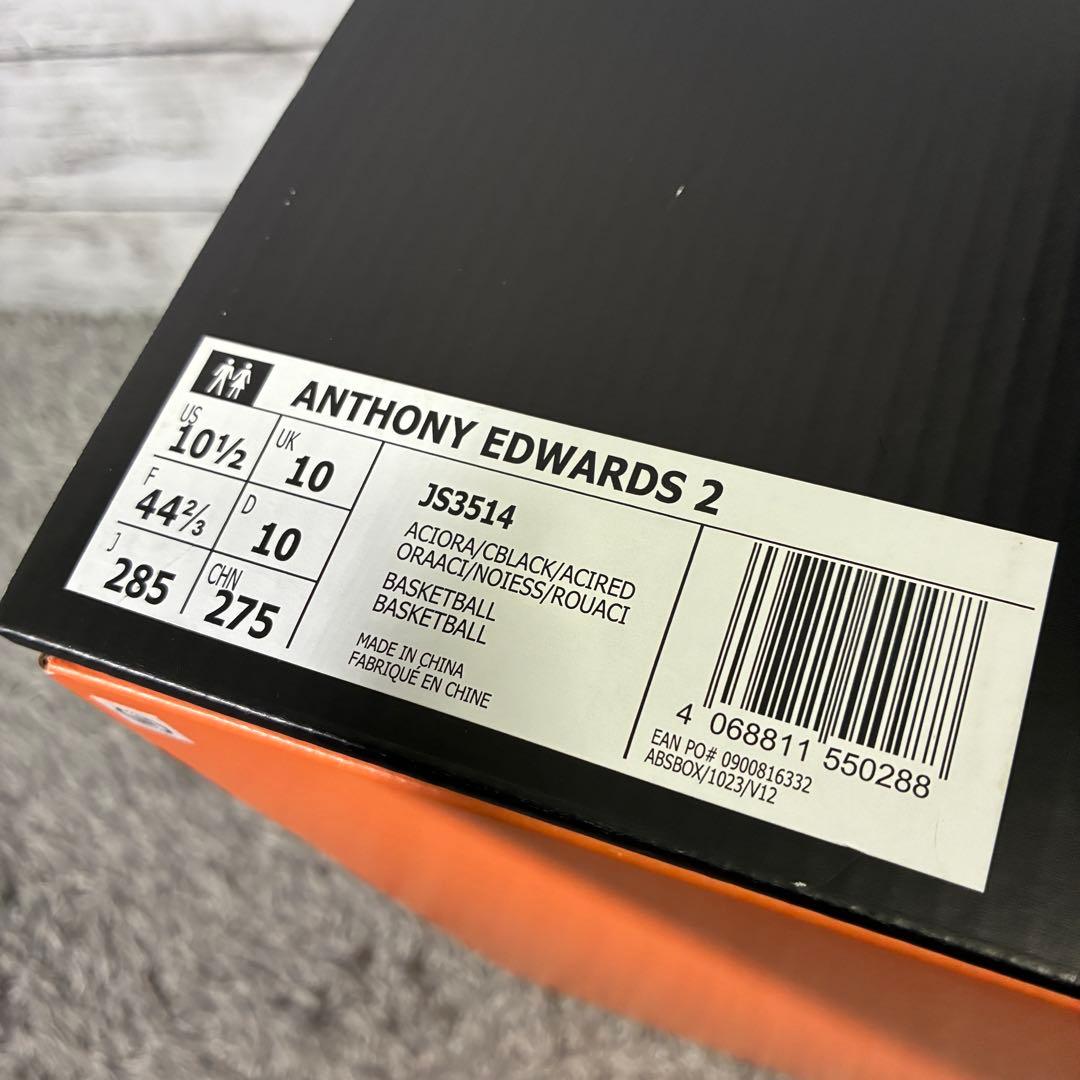 ANTHONY EDWARDS 2
US
10½
UK
10
F
44⅔
D
10
J
285
CHN
275
JS3514
ACIORA/CBLACK/ACIRED
ORAACI/NOIESS/ROUACI
BASKETBALL
BASKETBALL
MADE IN CHINA
FABRIQUÉ EN CHINE
4 068811 550288
EAN PO# 0900816332
ABSBOX/1023/V12